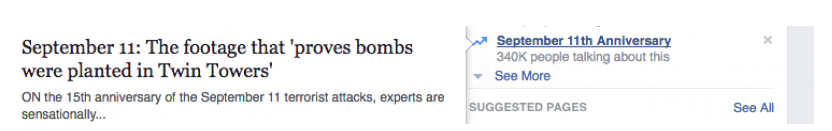 September 11: The footage that 'proves bombs
were planted in Twin Towers'
ON the 15th anniversary of the September 11 terrorist attacks, experts are
sensationally...
September 11th Anniversary
340K people talking about this
See More
SUGGESTED PAGES
See All